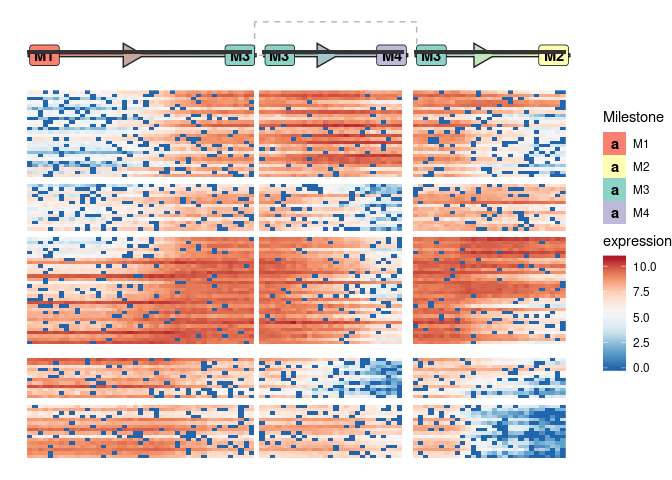 M1 M3 M3 M4 M3 M2
Milestone
a M1
a M2
a M3
a M4
expression
10.0
7.5
5.0
2.5
0.0